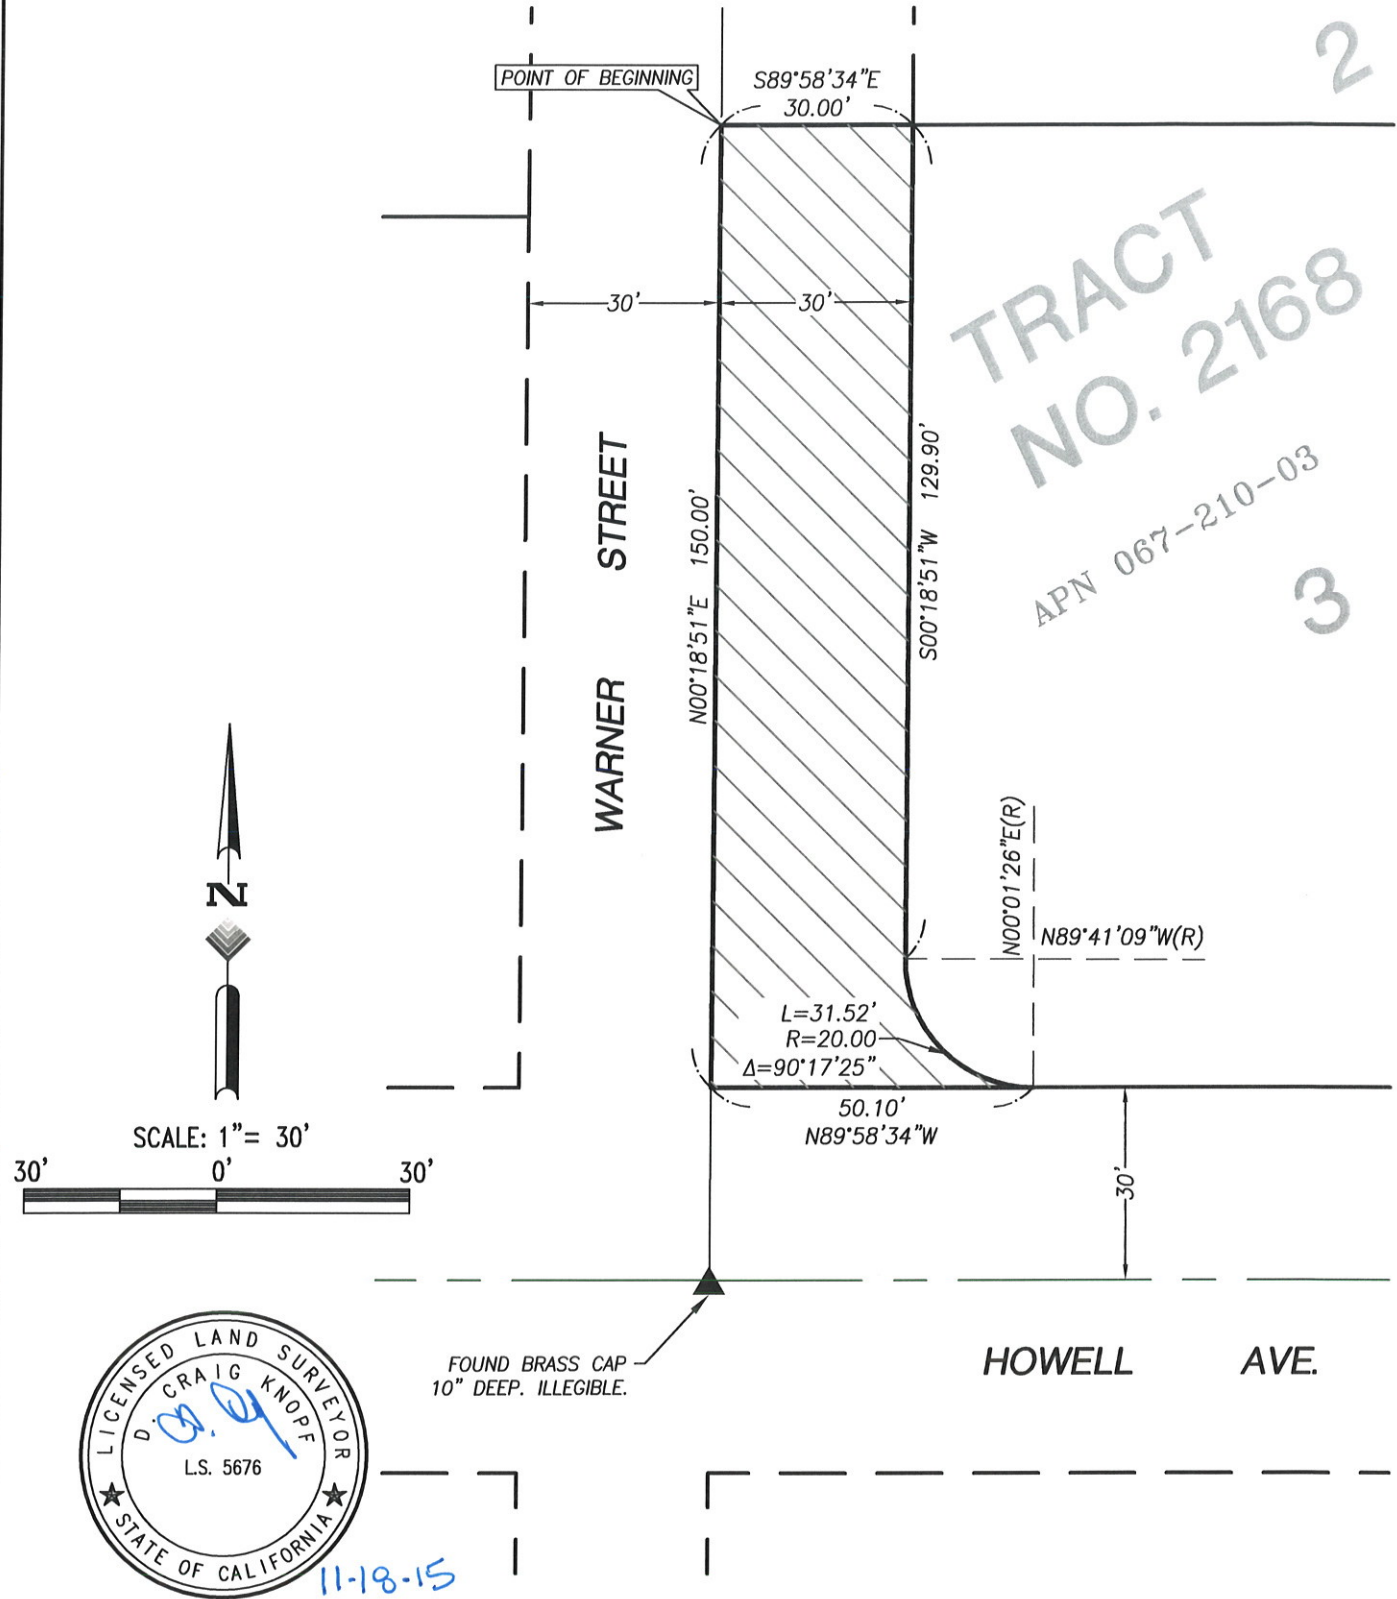 2
POINT OF BEGINNING
S89°58'34"E
30.00'
TRACT
NO. 2168
30'
30'
APN 067-210-03
3
WARNER STREET
N00°18'51"E 150.00'
S00°18'51"W 129.90'
N00°01'26"E(R)
N89°41'09"W(R)
N
L=31.52'
R=20.00
Δ=90°17'25"
50.10'
N89°58'34"W
SCALE: 1"= 30'
30' 0' 30'
30'
FOUND BRASS CAP
10" DEEP. ILLEGIBLE.
HOWELL AVE.
LICENSED LAND SURVEYOR
D. CRAIG KNOPF
L.S. 5676
STATE OF CALIFORNIA
11-18-15